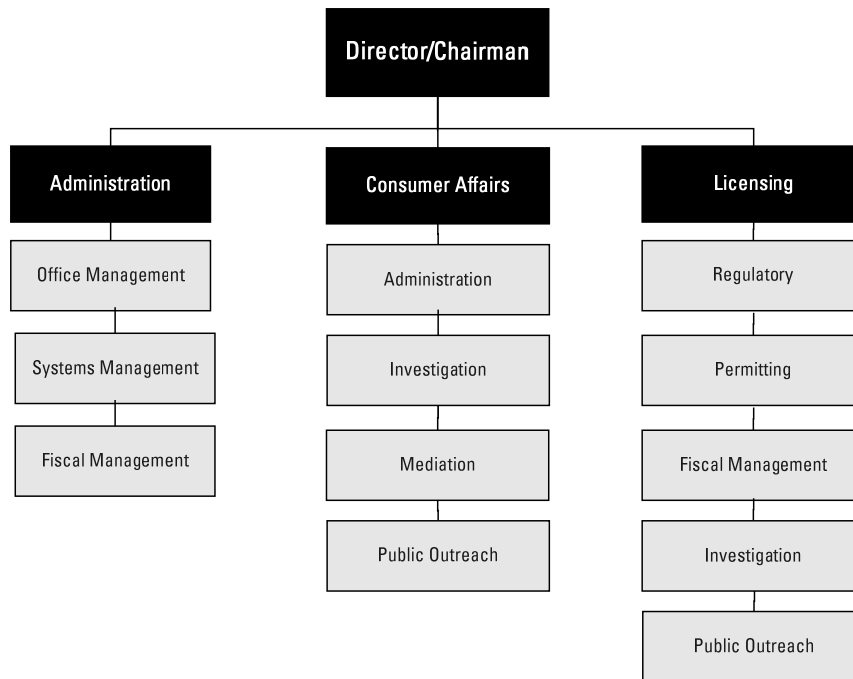 Director/Chairman
Administration
Consumer Affairs
Licensing
Office Management
Administration
Regulatory
Systems Management
Investigation
Permitting
Fiscal Management
Mediation
Fiscal Management
Public Outreach
Investigation
Public Outreach